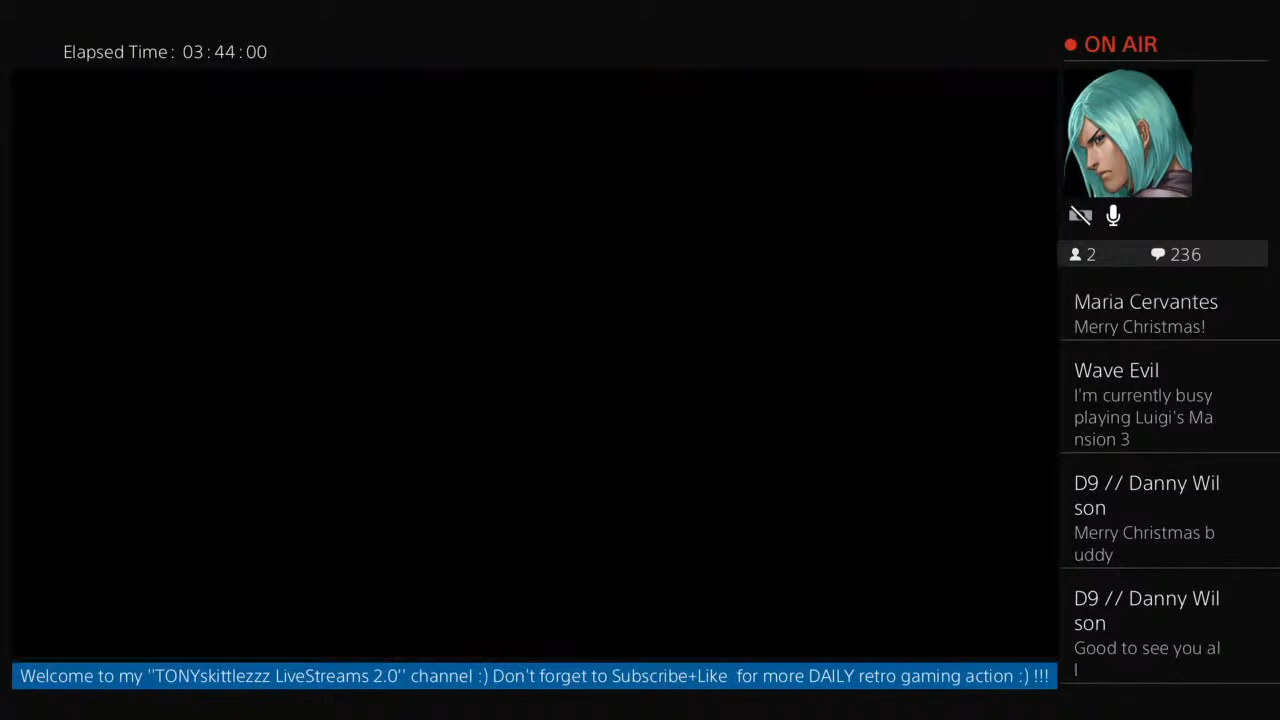 Elapsed Time: 03:44:00
ON AIR
2 236
Maria Cervantes
Merry Christmas!
Wave Evil
I'm currently busy
playing Luigi's Ma
nsion 3
D9 // Danny Wil
son
Merry Christmas b
uddy
D9 // Danny Wil
son
Good to see you al
l
Welcome to my ''TONYskittlezzz LiveStreams 2.0'' channel :) Don't forget to Subscribe+Like  for more DAILY retro gaming action :) !!!